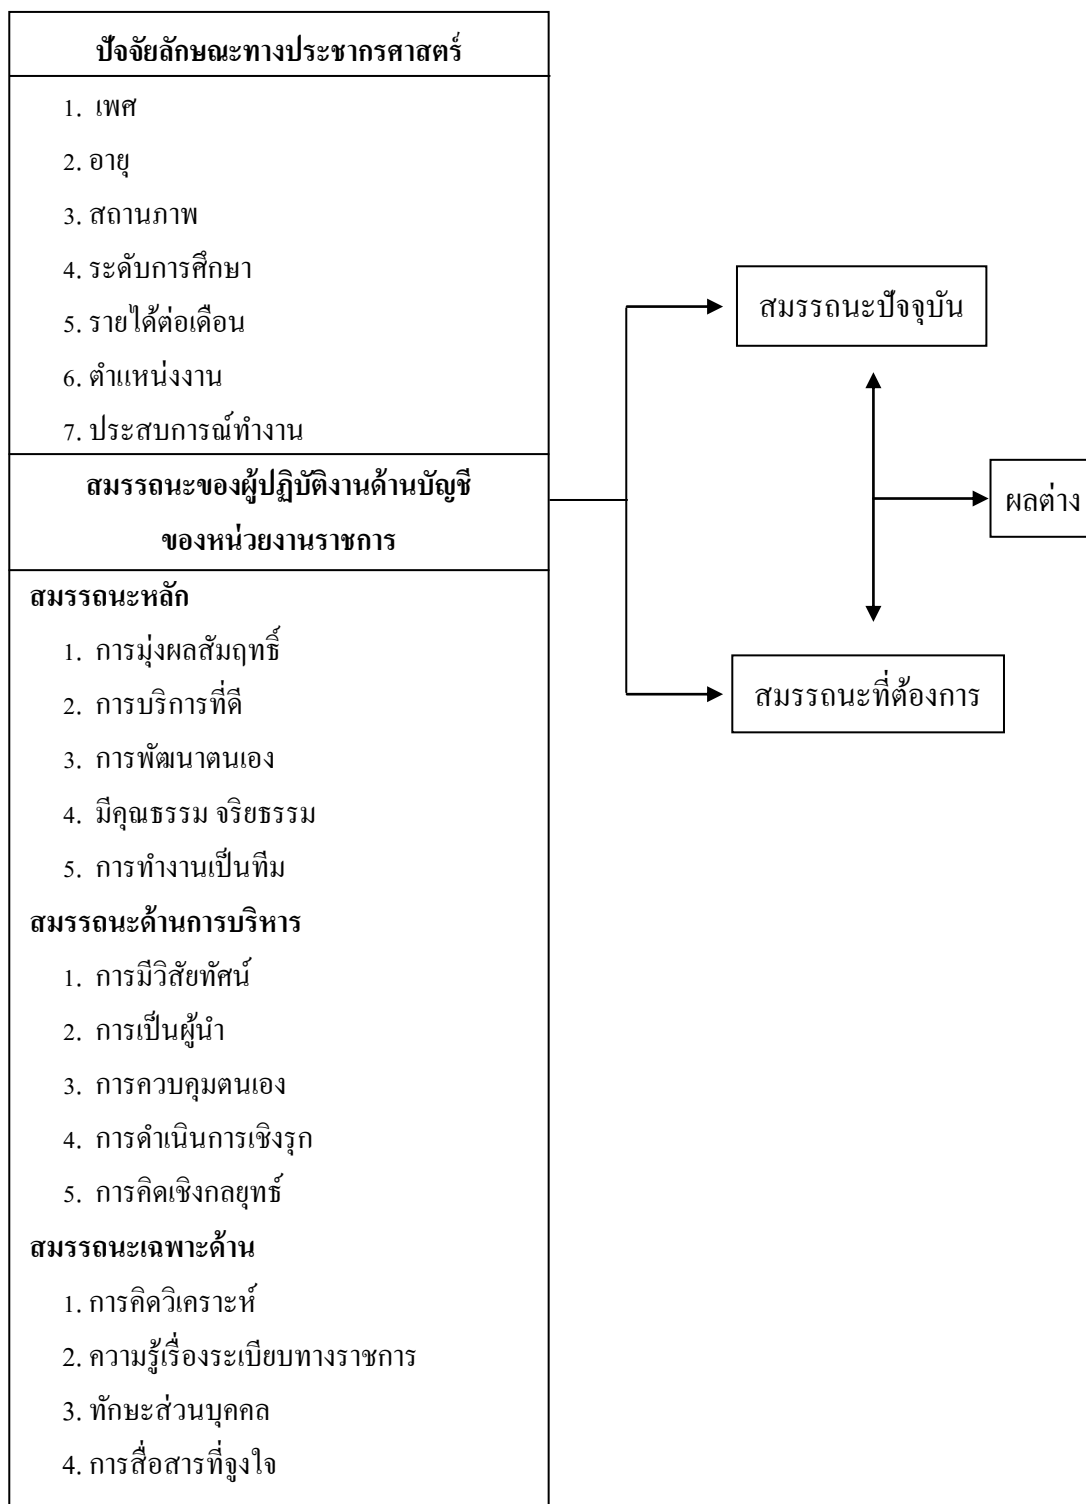 ปัจจัยลักษณะทางประชากรศาสตร์
1. เพศ
2. อายุ
3. สถานภาพ
4. ระดับการศึกษา
5. รายได้ต่อเดือน
6. ตำแหน่งงาน
7. ประสบการณ์ทำงาน
สมรรถนะของผู้ปฏิบัติงานด้านบัญชี
ของหน่วยงานราชการ
สมรรถนะหลัก
1. การมุ่งผลสัมฤทธิ์
2. การบริการที่ดี
3. การพัฒนาตนเอง
4. มีคุณธรรม จริยธรรม
5. การทำงานเป็นทีม
สมรรถนะด้านการบริหาร
1. การมีวิสัยทัศน์
2. การเป็นผู้นำ
3. การควบคุมตนเอง
4. การดำเนินการเชิงรุก
5. การคิดเชิงกลยุทธ์
สมรรถนะเฉพาะด้าน
1. การคิดวิเคราะห์
2. ความรู้เรื่องระเบียบทางราชการ
3. ทักษะส่วนบุคคล
4. การสื่อสารที่จูงใจ
สมรรถนะปัจจุบัน
ผลต่าง
สมรรถนะที่ต้องการ